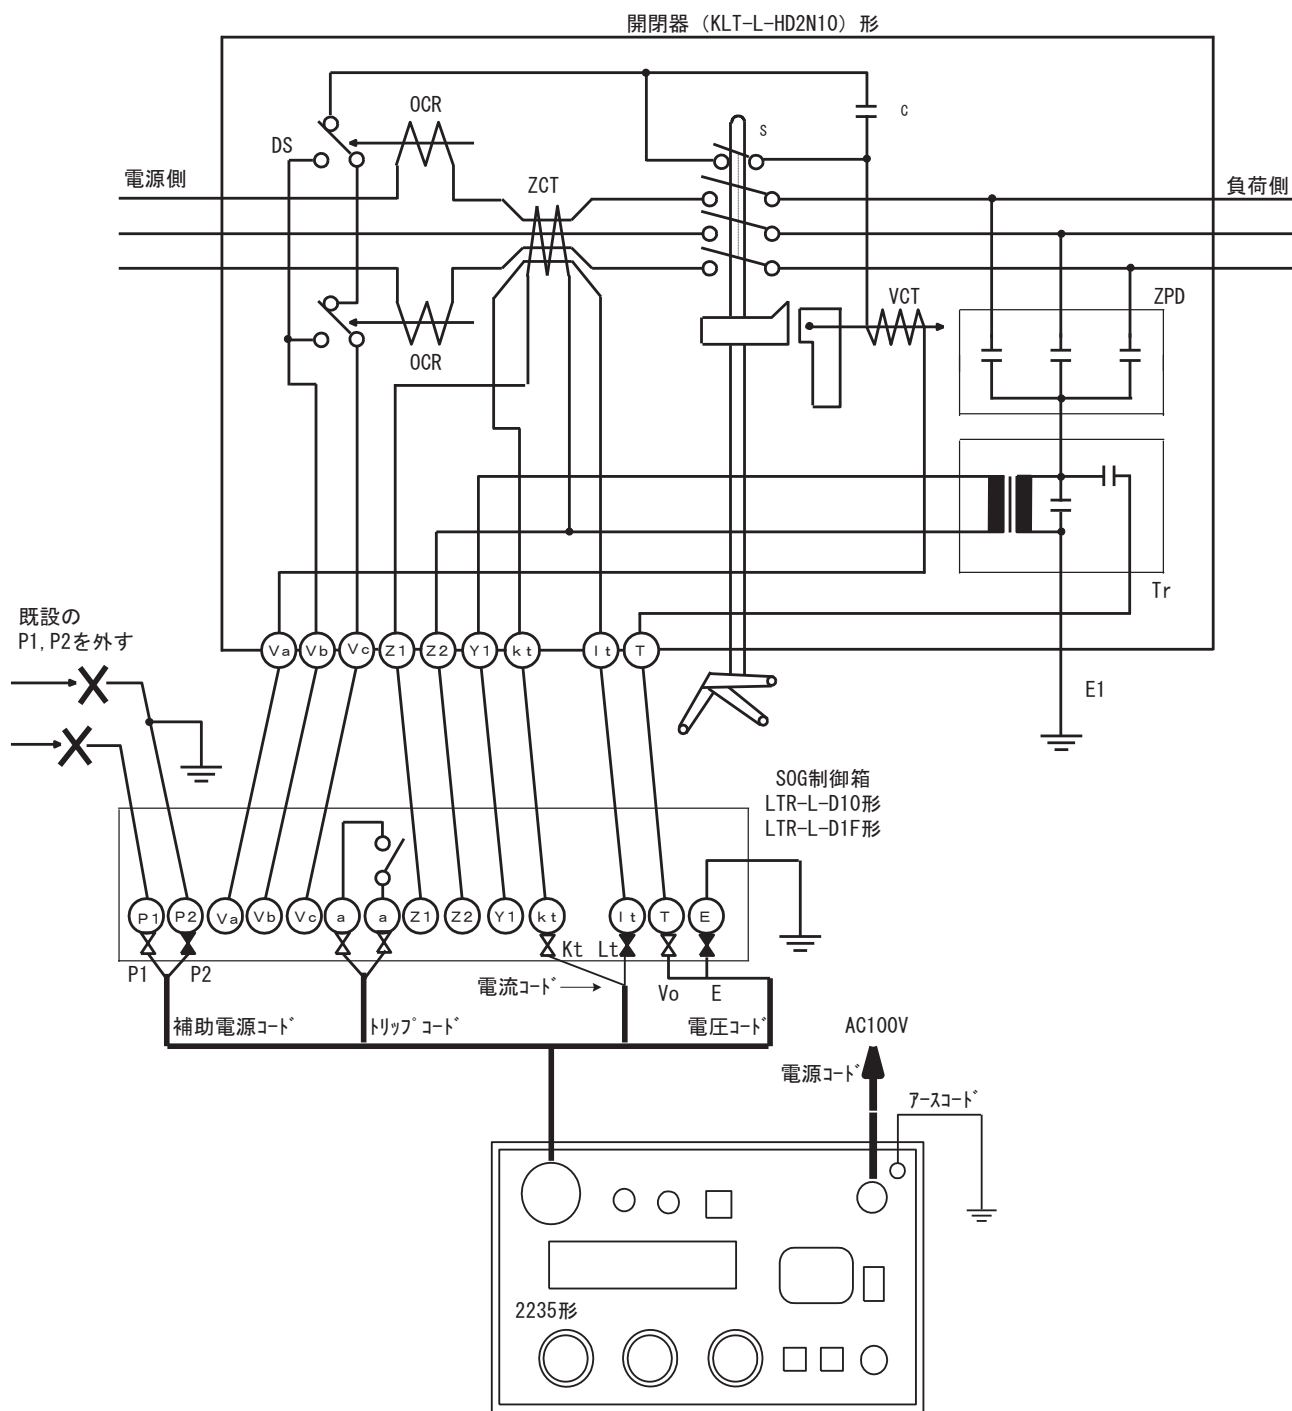 開閉器 (KLT-L-HD2N10) 形
OCR
C
S
DS
ZCT
電源側
負荷側
VCT
ZPD
OCR
Tr
既設の
P1, P2を外す
Va
Vb
Vc
Z1
Z2
Y1
kt
lt
T
E1
SOG制御箱
LTR-L-D10形
LTR-L-D1F形
P1
P2
Va
Vb
Vc
a
a
Z1
Z2
Y1
kt
lt
T
E
P1
P2
Kt
Lt
電流ｺｰﾄﾞ
Vo
E
補助電源ｺｰﾄﾞ
ﾄﾘｯﾌﾟｺｰﾄﾞ
電圧ｺｰﾄﾞ
AC100V
電源ｺｰﾄﾞ
ｱｰｽｺｰﾄﾞ
2235形